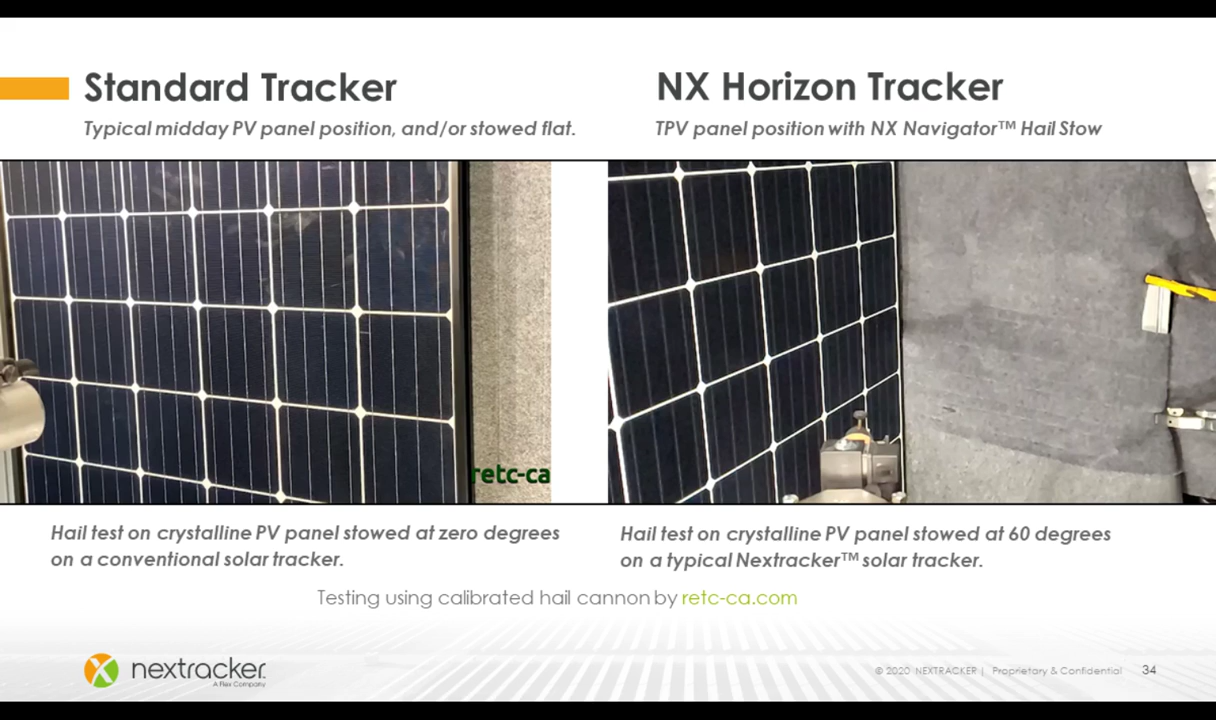 Standard Tracker
Typical midday PV panel position, and/or stowed flat.
NX Horizon Tracker
TPV panel position with NX Navigator™ Hail Stow
retc-ca
Hail test on crystalline PV panel stowed at zero degrees
on a conventional solar tracker.
Hail test on crystalline PV panel stowed at 60 degrees
on a typical Nextracker™ solar tracker.
Testing using calibrated hail cannon by retc-ca.com
nextracker.
A Flex Company
© 2020 NEXTRACKER | Proprietary & Confidential 34